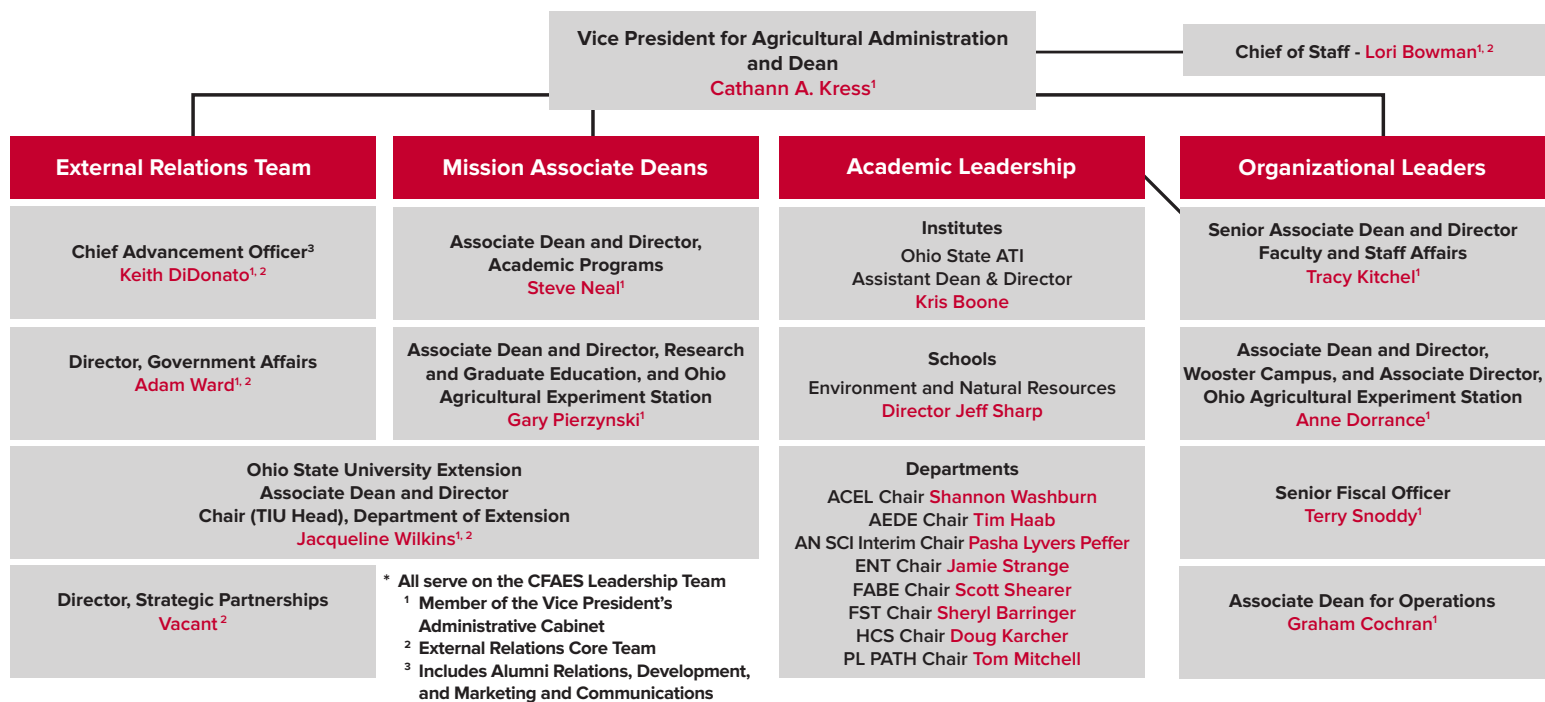 Vice President for Agricultural Administration
and Dean
Cathann A. Kress¹
Chief of Staff - Lori Bowman¹, ²
External Relations Team
Chief Advancement Officer³
Keith DiDonato¹, ²
Director, Government Affairs
Adam Ward¹, ²
Mission Associate Deans
Associate Dean and Director,
Academic Programs
Steve Neal¹
Associate Dean and Director, Research
and Graduate Education, and Ohio
Agricultural Experiment Station
Gary Pierzynski¹
Ohio State University Extension
Associate Dean and Director
Chair (TIU Head), Department of Extension
Jacqueline Wilkins¹, ²
Director, Strategic Partnerships
Vacant ²
* All serve on the CFAES Leadership Team
¹ Member of the Vice President’s
Administrative Cabinet
² External Relations Core Team
³ Includes Alumni Relations, Development,
and Marketing and Communications
Academic Leadership
Institutes
Ohio State ATI
Assistant Dean & Director
Kris Boone
Schools
Environment and Natural Resources
Director Jeff Sharp
Departments
ACEL Chair Shannon Washburn
AEDE Chair Tim Haab
AN SCI Interim Chair Pasha Lyvers Peffer
ENT Chair Jamie Strange
FABE Chair Scott Shearer
FST Chair Sheryl Barringer
HCS Chair Doug Karcher
PL PATH Chair Tom Mitchell
Organizational Leaders
Senior Associate Dean and Director
Faculty and Staff Affairs
Tracy Kitchel¹
Associate Dean and Director,
Wooster Campus, and Associate Director,
Ohio Agricultural Experiment Station
Anne Dorrance¹
Senior Fiscal Officer
Terry Snoddy¹
Associate Dean for Operations
Graham Cochran¹